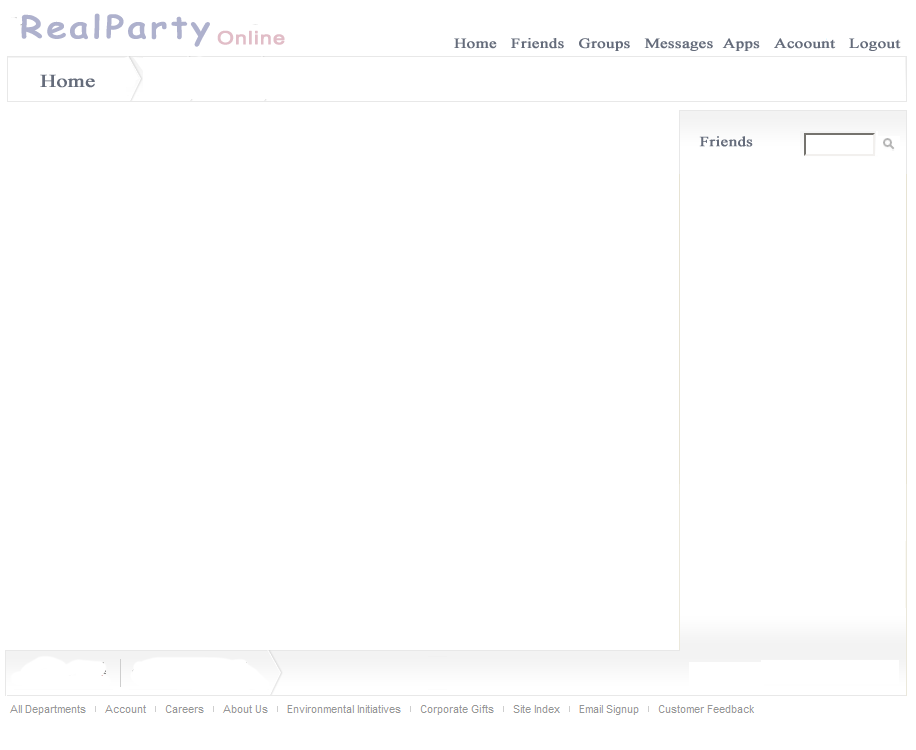 RealParty Online
Home Friends Groups Messages Apps Acoount Logout
Home
Friends
All Departments Account Careers About Us Environmental Initiatives Corporate Gifts Site Index Email Signup Customer Feedback